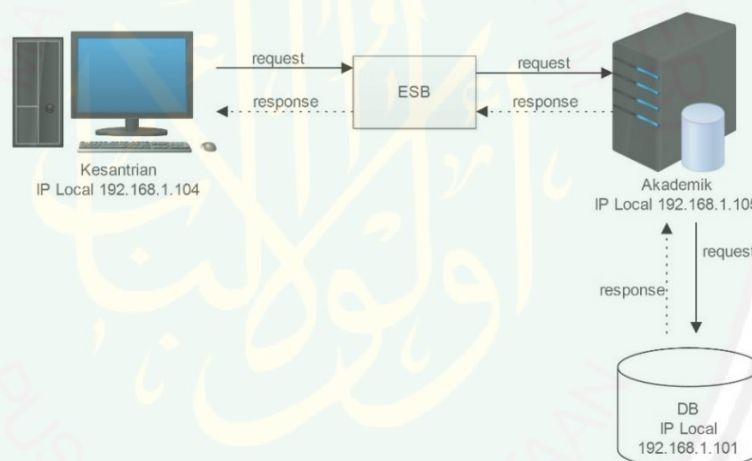 request
request
ESB
response
response
Kesantrian
IP Local 192.168.1.104
Akademik
IP Local 192.168.1.105
request
response
DB
IP Local
192.168.1.101